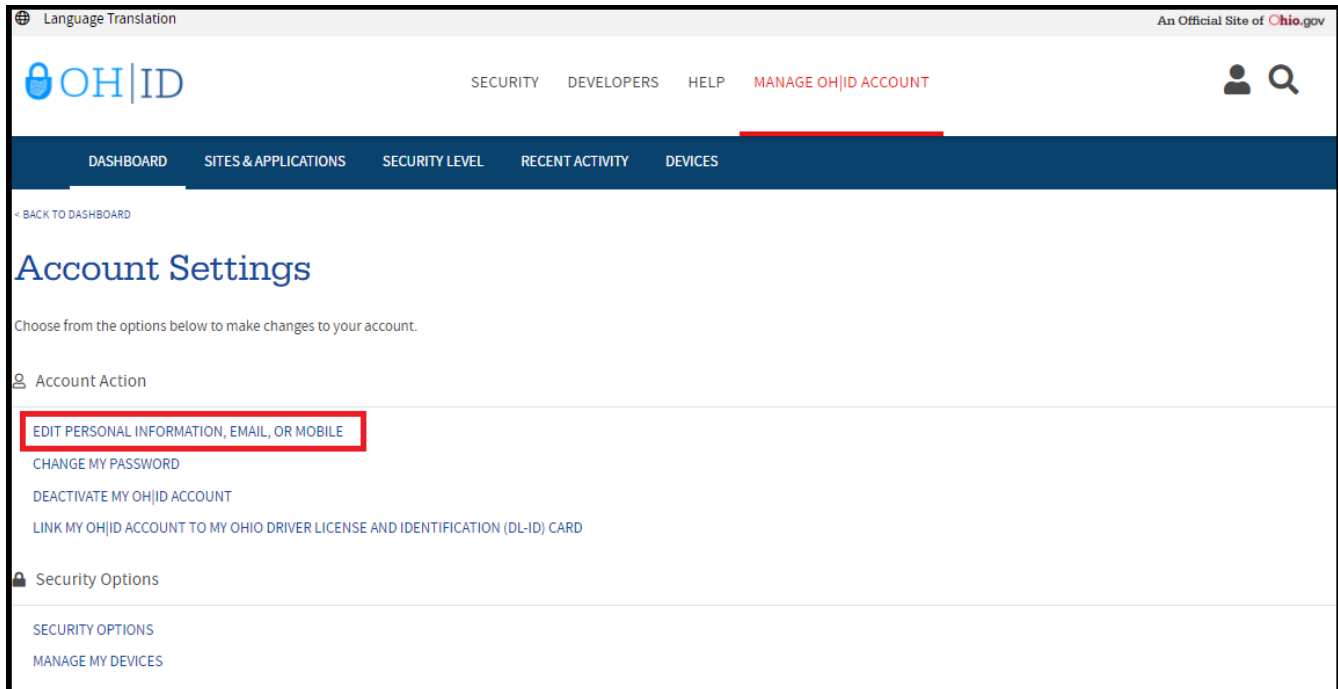 Language Translation
An Official Site of Ohio.gov
OH|ID
SECURITY DEVELOPERS HELP MANAGE OH|ID ACCOUNT
DASHBOARD SITES & APPLICATIONS SECURITY LEVEL RECENT ACTIVITY DEVICES
< BACK TO DASHBOARD
Account Settings
Choose from the options below to make changes to your account.
Account Action
EDIT PERSONAL INFORMATION, EMAIL, OR MOBILE
CHANGE MY PASSWORD
DEACTIVATE MY OH|ID ACCOUNT
LINK MY OH|ID ACCOUNT TO MY OHIO DRIVER LICENSE AND IDENTIFICATION (DL-ID) CARD
Security Options
SECURITY OPTIONS
MANAGE MY DEVICES